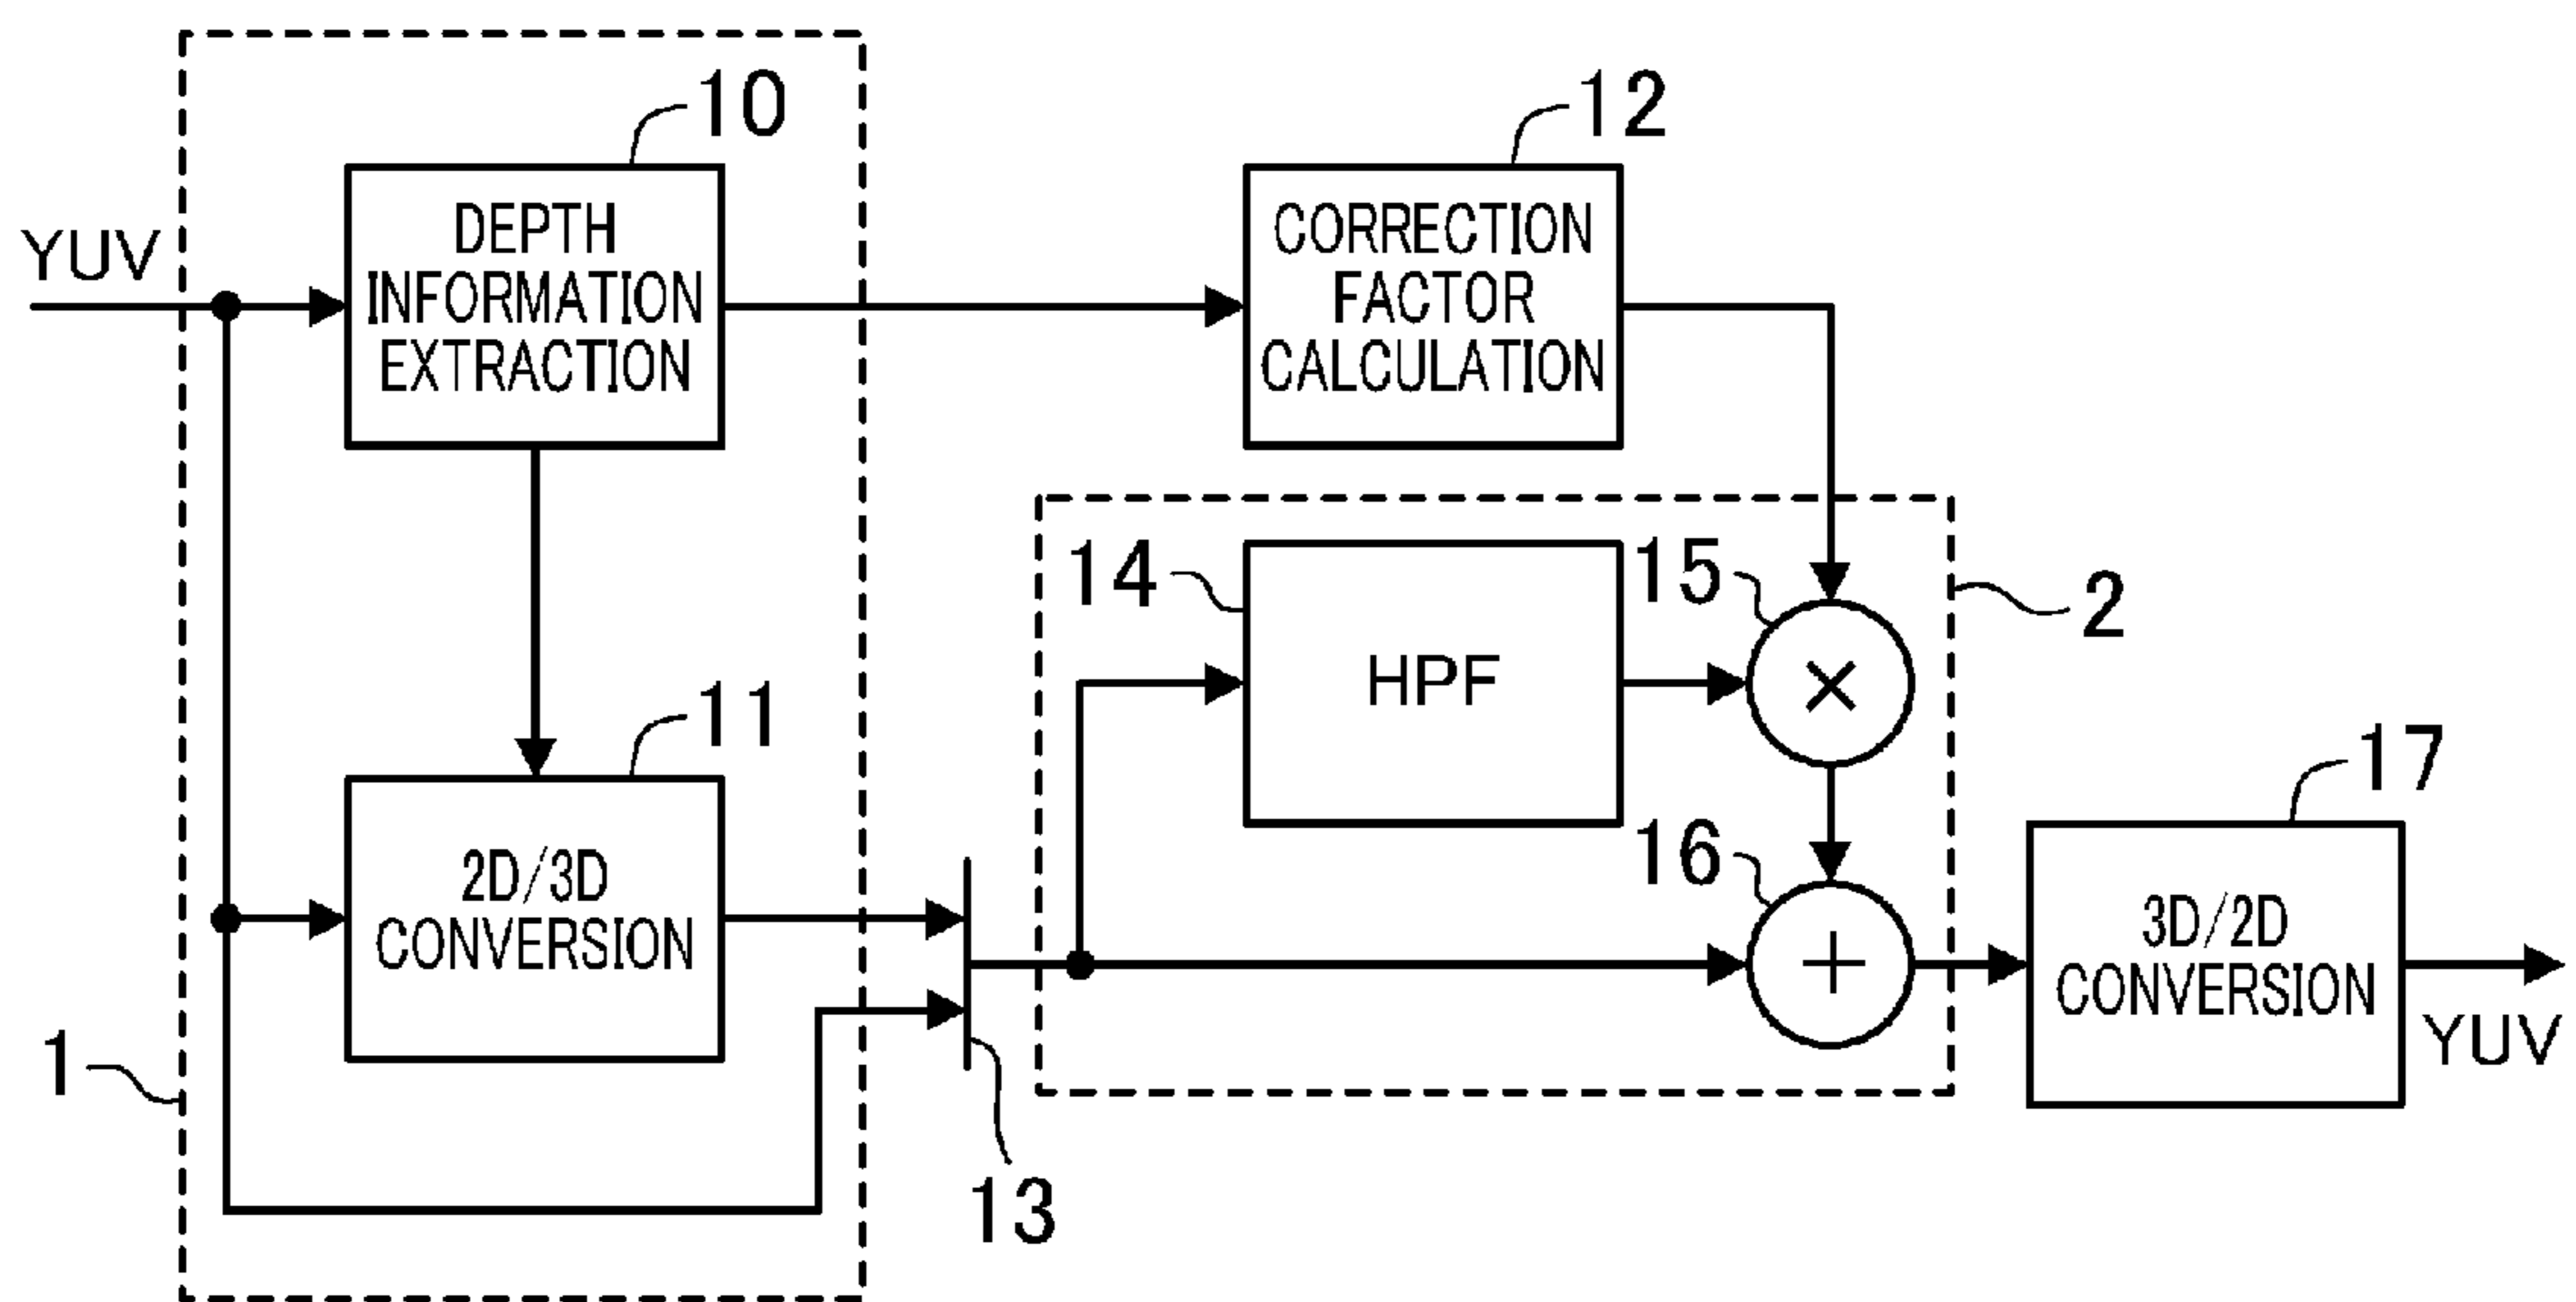 10
12
YUV
DEPTH
INFORMATION
EXTRACTION
CORRECTION
FACTOR
CALCULATION
14
15
2
HPF
×
11
17
16
2D/3D
CONVERSION
+
3D/2D
CONVERSION
1
YUV
13